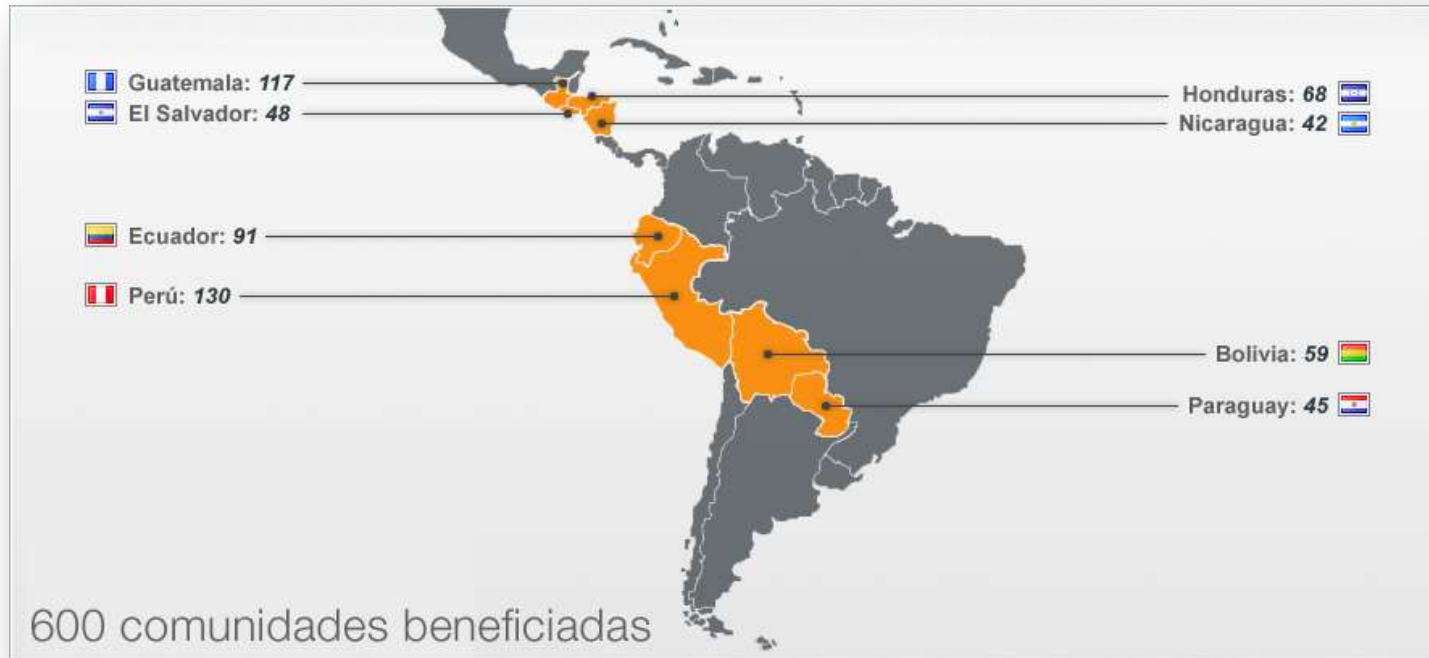 Guatemala: 117
El Salvador: 48
Honduras: 68
Nicaragua: 42
Ecuador: 91
Perú: 130
Bolivia: 59
Paraguay: 45
600 comunidades beneficiadas